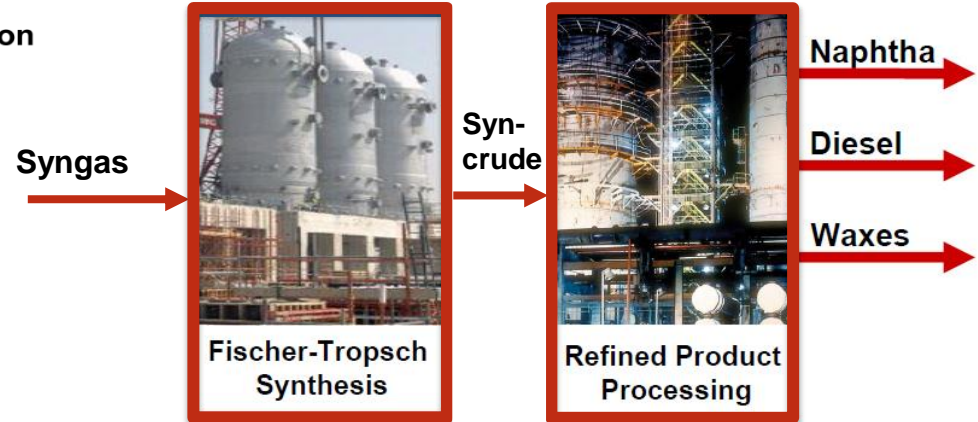 on
Syngas
Fischer-Tropsch
Synthesis
Syn-
crude
Refined Product
Processing
Naphtha
Diesel
Waxes